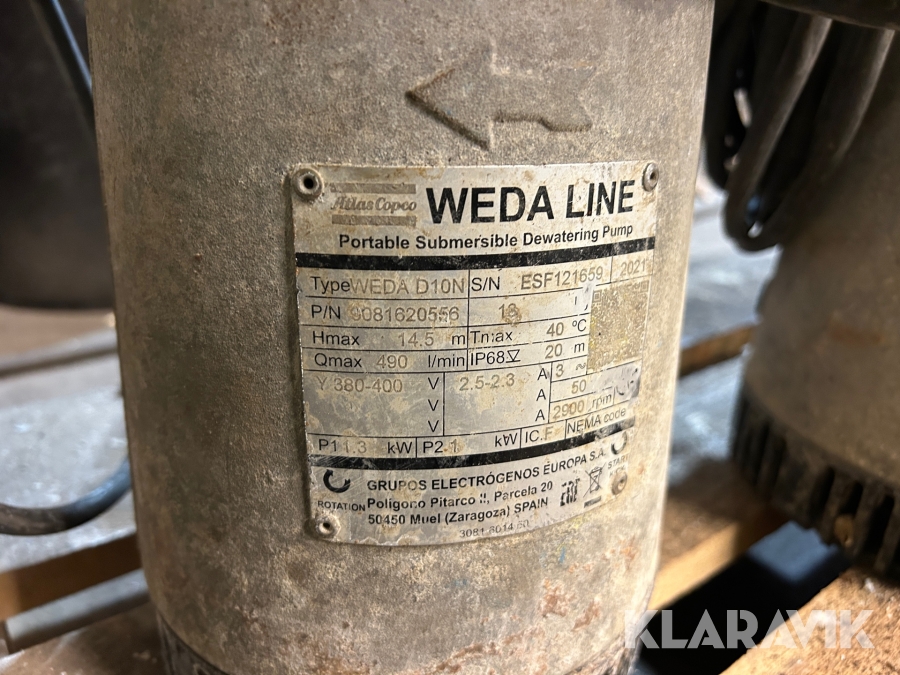 Atlas Copco WEDA LINE
Portable Submersible Dewatering Pump
Type WEDA D10N S/N ESF121659 2021
P/N 9081620556 18
Hmax 14.5 m Tmax 40 °C
Qmax 490 l/min IP68 20 m
Y 380-400 V 2.5-2.3 A 3 ~
V A 50
V A 2900 rpm
P1 1.3 kW P2 1 kW IC.F NEMA code
GRUPOS ELECTRÓGENOS EUROPA S.A. START
ROTATION Polígono Pitarco II, Parcela 20
50450 Muel (Zaragoza) SPAIN
KLARAVIK